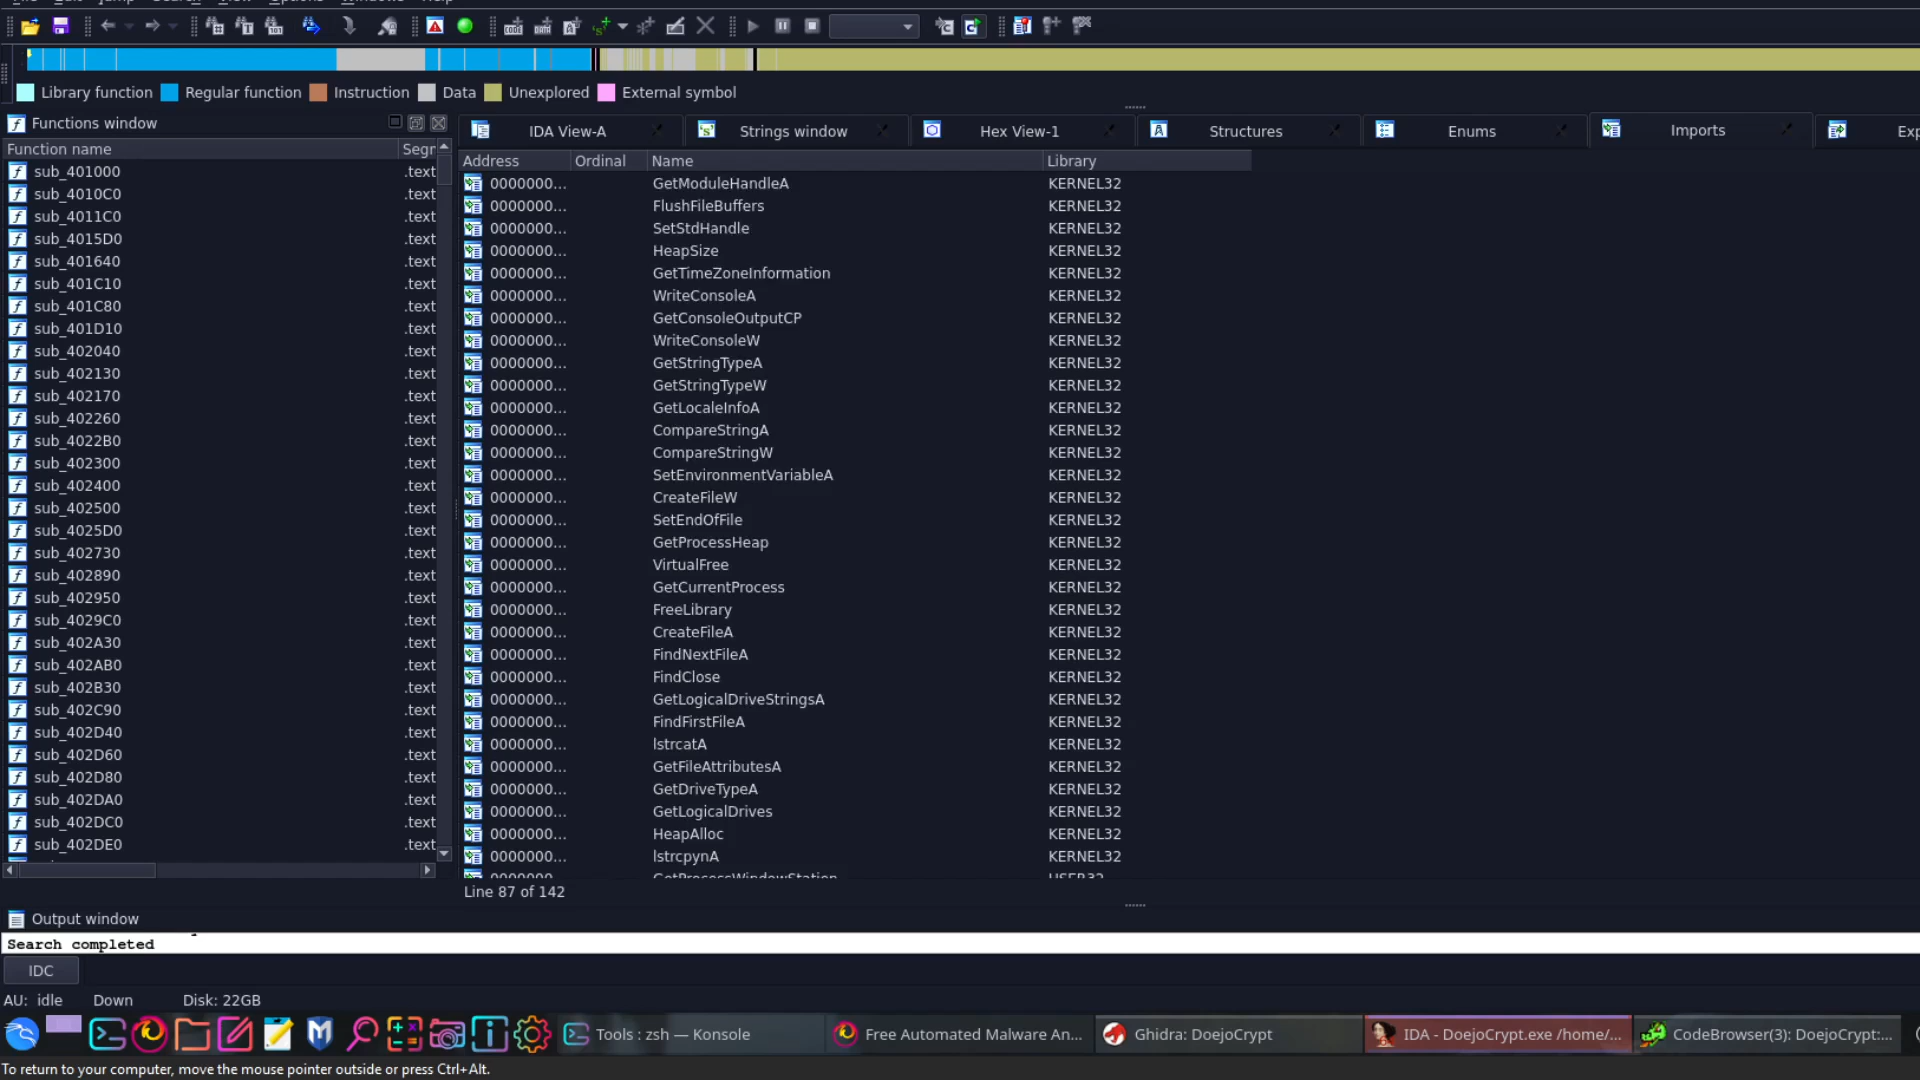 Library function Regular function Instruction Data Unexplored External symbol
Functions window
IDA View-A Strings window Hex View-1 Structures Enums Imports
Function name Segr
Address Ordinal Name Library
sub_401000 .text
sub_4010C0 .text
sub_4011C0 .text
sub_4015D0 .text
sub_401640 .text
sub_401C10 .text
sub_401C80 .text
sub_401D10 .text
sub_402040 .text
sub_402130 .text
sub_402170 .text
sub_402260 .text
sub_4022B0 .text
sub_402300 .text
sub_402400 .text
sub_402500 .text
sub_4025D0 .text
sub_402730 .text
sub_402890 .text
sub_402950 .text
sub_4029C0 .text
sub_402A30 .text
sub_402AB0 .text
sub_402B30 .text
sub_402C90 .text
sub_402D40 .text
sub_402D60 .text
sub_402D80 .text
sub_402DA0 .text
sub_402DC0 .text
sub_402DE0 .text
0000000... GetModuleHandleA KERNEL32
0000000... FlushFileBuffers KERNEL32
0000000... SetStdHandle KERNEL32
0000000... HeapSize KERNEL32
0000000... GetTimeZoneInformation KERNEL32
0000000... WriteConsoleA KERNEL32
0000000... GetConsoleOutputCP KERNEL32
0000000... WriteConsoleW KERNEL32
0000000... GetStringTypeA KERNEL32
0000000... GetStringTypeW KERNEL32
0000000... GetLocaleInfoA KERNEL32
0000000... CompareStringA KERNEL32
0000000... CompareStringW KERNEL32
0000000... SetEnvironmentVariableA KERNEL32
0000000... CreateFileW KERNEL32
0000000... SetEndOfFile KERNEL32
0000000... GetProcessHeap KERNEL32
0000000... VirtualFree KERNEL32
0000000... GetCurrentProcess KERNEL32
0000000... FreeLibrary KERNEL32
0000000... CreateFileA KERNEL32
0000000... FindNextFileA KERNEL32
0000000... FindClose KERNEL32
0000000... GetLogicalDriveStringsA KERNEL32
0000000... FindFirstFileA KERNEL32
0000000... lstrcatA KERNEL32
0000000... GetFileAttributesA KERNEL32
0000000... GetDriveTypeA KERNEL32
0000000... GetLogicalDrives KERNEL32
0000000... HeapAlloc KERNEL32
0000000... lstrcpynA KERNEL32
GetProcessWindowStation USER32
Line 87 of 142
Output window
Search completed
IDC
AU: idle Down Disk: 22GB
Tools : zsh — Konsole Free Automated Malware An... Ghidra: DoejoCrypt IDA - DoejoCrypt.exe /home/... CodeBrowser(3): DoejoCrypt:...
To return to your computer, move the mouse pointer outside or press Ctrl+Alt.